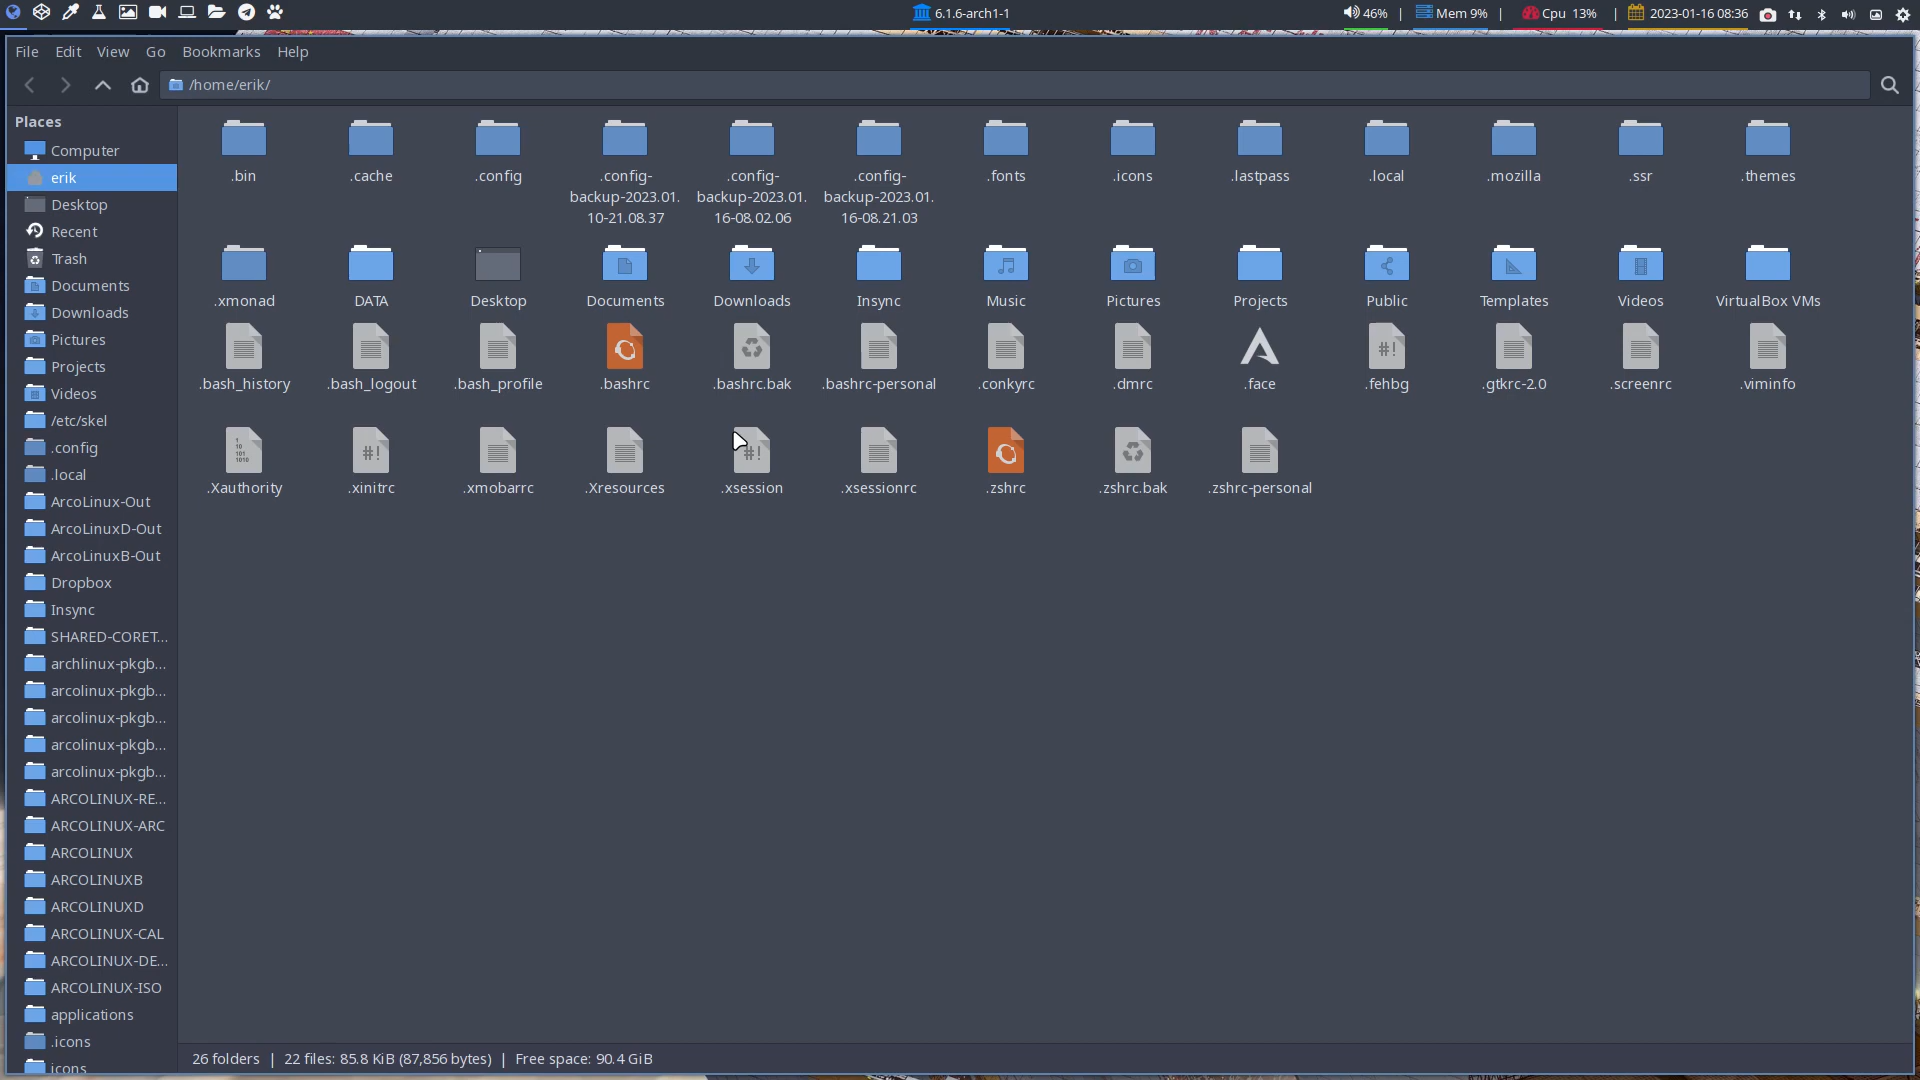 6.1.6-arch1-1
46% | Mem 9% | Cpu 13% | 2023-01-16 08:36
File Edit View Go Bookmarks Help
/home/erik/
Places
Computer
erik
Desktop
Recent
Trash
Documents
Downloads
Pictures
Projects
Videos
/etc/skel
.config
.local
ArcoLinux-Out
ArcoLinuxD-Out
ArcoLinuxB-Out
Dropbox
Insync
SHARED-CORET...
archlinux-pkgb...
arcolinux-pkgb...
arcolinux-pkgb...
arcolinux-pkgb...
arcolinux-pkgb...
ARCOLINUX-RE...
ARCOLINUX-ARC
ARCOLINUX
ARCOLINUXB
ARCOLINUXD
ARCOLINUX-CAL
ARCOLINUX-DE...
ARCOLINUX-ISO
applications
.icons
icons
.bin .cache .config .config- .config- .config- .fonts .icons .lastpass .local .mozilla .ssr .themes
backup-2023.01. backup-2023.01. backup-2023.01.
10-21.08.37 16-08.02.06 16-08.21.03
.xmonad DATA Desktop Documents Downloads Insync Music Pictures Projects Public Templates Videos VirtualBox VMs
#!
.bash_history .bash_logout .bash_profile .bashrc .bashrc.bak .bashrc-personal .conkyrc .dmrc .face .fehbg .gtkrc-2.0 .screenrc .viminfo
1
10
101
1010
#! #!
.Xauthority .xinitrc .xmobarrc .Xresources .xsession .xsessionrc .zshrc .zshrc.bak .zshrc-personal
26 folders | 22 files: 85.8 KiB (87,856 bytes) | Free space: 90.4 GiB